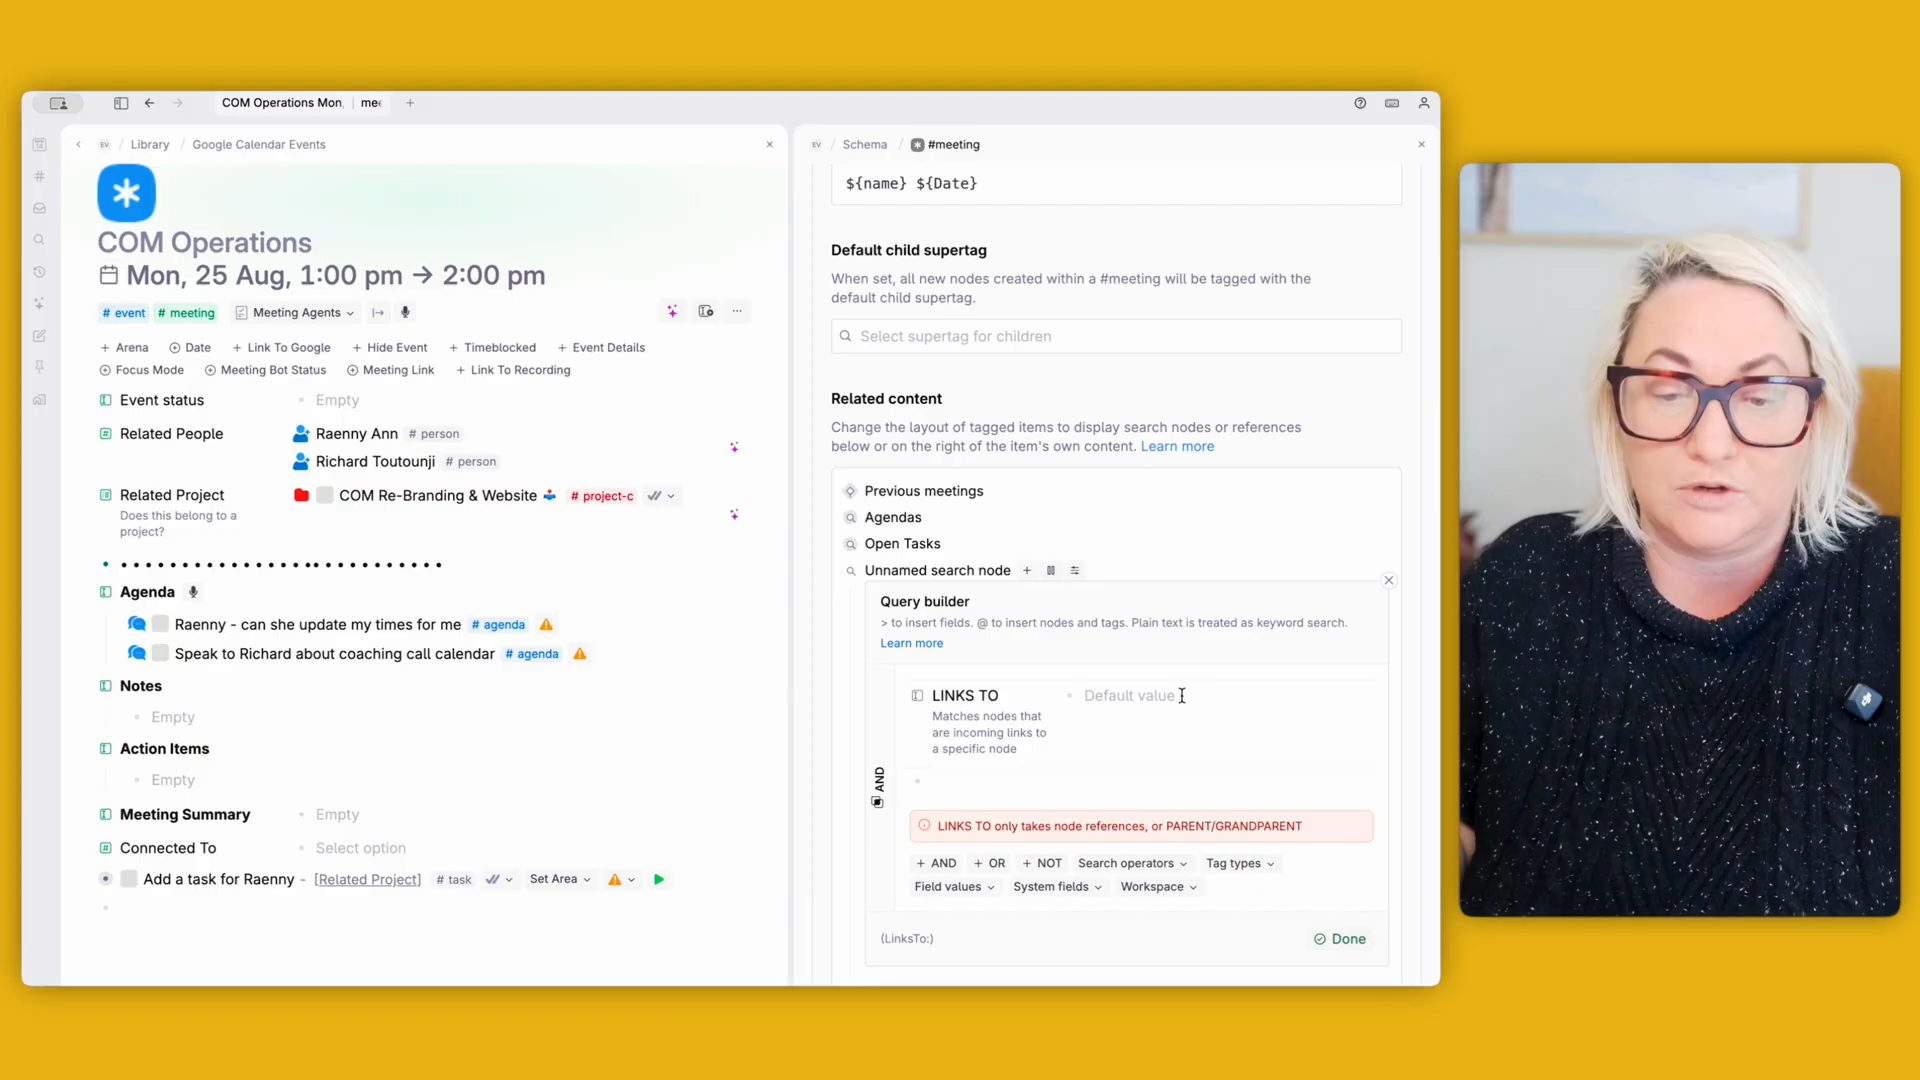 COM Operations Mon,
Library / Google Calendar Events
COM Operations
Mon, 25 Aug, 1:00 pm → 2:00 pm
# event # meeting Meeting Agents
+ Arena Date + Link To Google + Hide Event + Timeblocked + Event Details
Focus Mode Meeting Bot Status Meeting Link + Link To Recording
Event status Empty
Related People Raenny Ann # person
Richard Toutounji # person
Related Project COM Re-Branding & Website # project-c
Does this belong to a
project?
Agenda
Raenny - can she update my times for me # agenda
Speak to Richard about coaching call calendar # agenda
Notes
Empty
Action Items
Empty
Meeting Summary Empty
Connected To Select option
Add a task for Raenny - [Related Project] # task Set Area
EV / Schema / #meeting
${name} ${Date}
Default child supertag
When set, all new nodes created within a #meeting will be tagged with the
default child supertag.
Select supertag for children
Related content
Change the layout of tagged items to display search nodes or references
below or on the right of the item's own content. Learn more
Previous meetings
Agendas
Open Tasks
Unnamed search node
Query builder
> to insert fields. @ to insert nodes and tags. Plain text is treated as keyword search.
Learn more
LINKS TO Default value
Matches nodes that
are incoming links to
a specific node
AND
LINKS TO only takes node references, or PARENT/GRANDPARENT
+ AND + OR + NOT Search operators Tag types
Field values System fields Workspace
(LinksTo:) Done